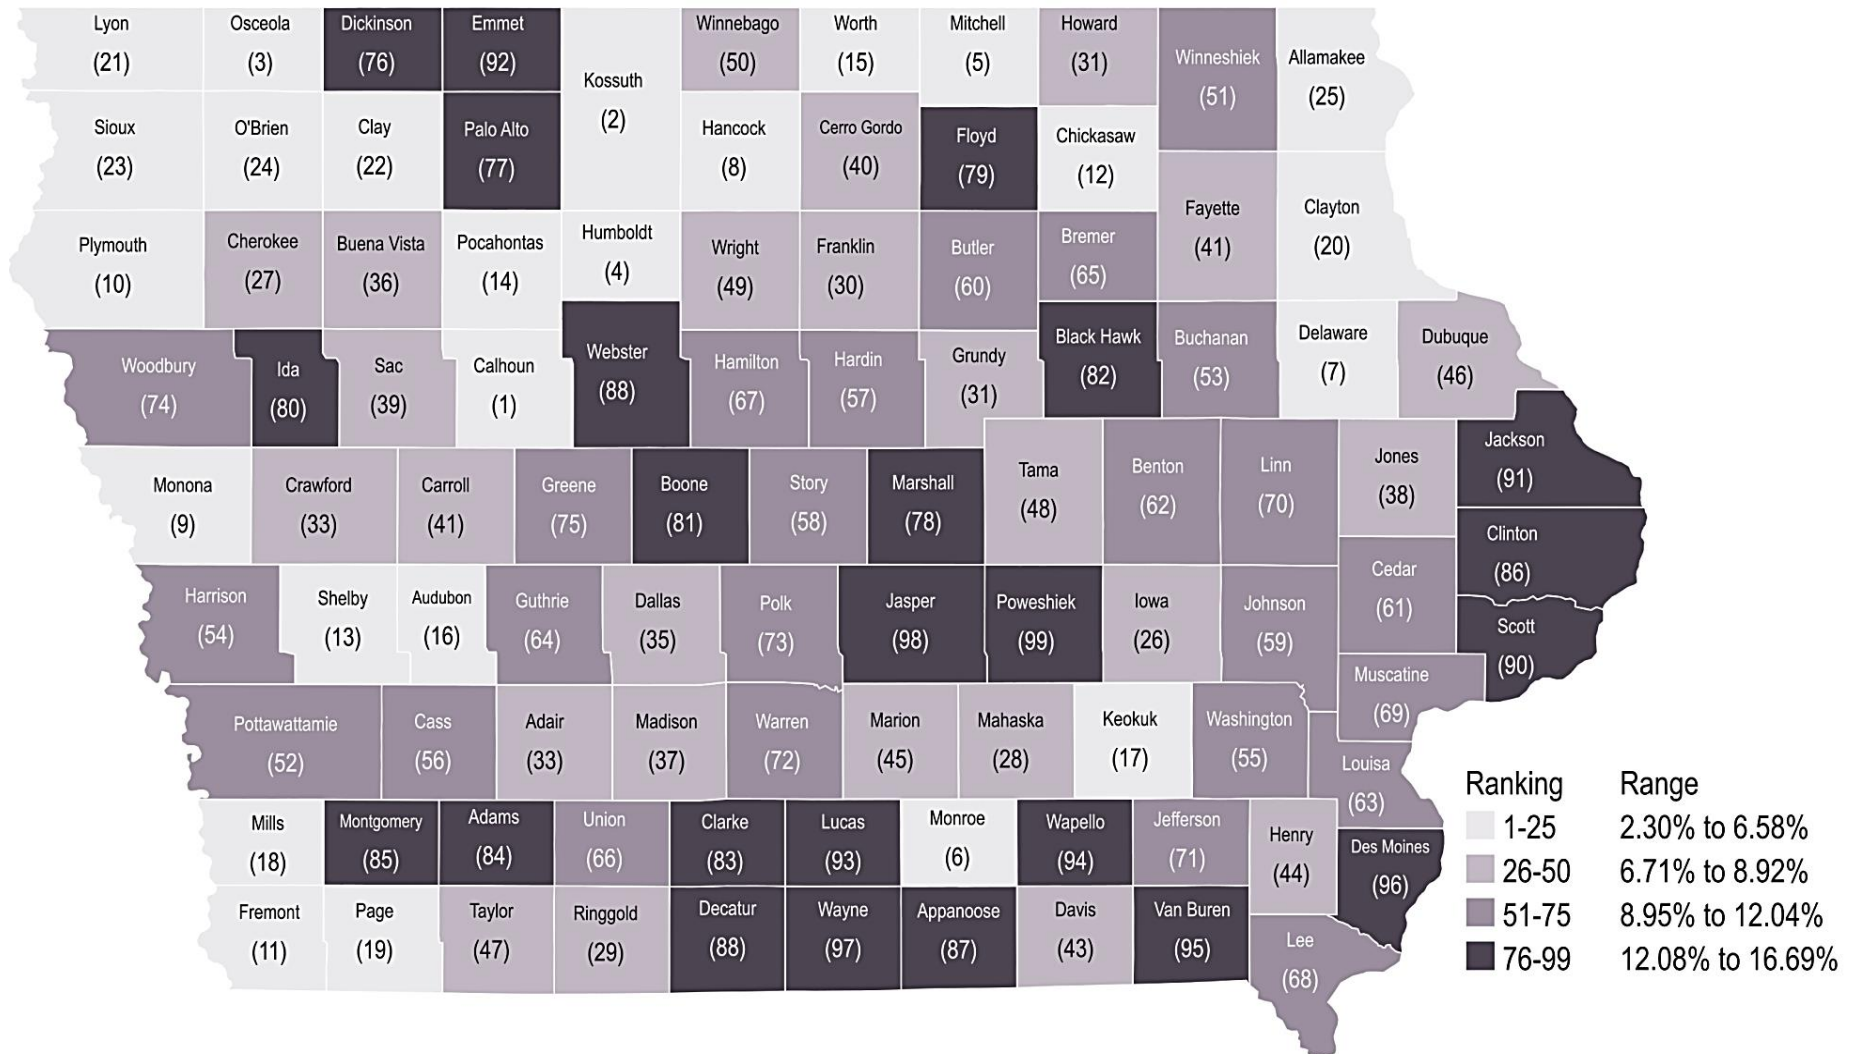 Lyon
(21)
Osceola
(3)
Dickinson
(76)
Emmet
(92)
Kossuth
(2)
Winnebago
(50)
Worth
(15)
Mitchell
(5)
Howard
(31)
Winneshiek
(51)
Allamakee
(25)
Sioux
(23)
O'Brien
(24)
Clay
(22)
Palo Alto
(77)
Hancock
(8)
Cerro Gordo
(40)
Floyd
(79)
Chickasaw
(12)
Plymouth
(10)
Cherokee
(27)
Buena Vista
(36)
Pocahontas
(14)
Humboldt
(4)
Wright
(49)
Franklin
(30)
Butler
(60)
Bremer
(65)
Fayette
(41)
Clayton
(20)
Woodbury
(74)
Ida
(80)
Sac
(39)
Calhoun
(1)
Webster
(88)
Hamilton
(67)
Hardin
(57)
Grundy
(31)
Black Hawk
(82)
Buchanan
(53)
Delaware
(7)
Dubuque
(46)
Monona
(9)
Crawford
(33)
Carroll
(41)
Greene
(75)
Boone
(81)
Story
(58)
Marshall
(78)
Tama
(48)
Benton
(62)
Linn
(70)
Jones
(38)
Jackson
(91)
Clinton
(86)
Harrison
(54)
Shelby
(13)
Audubon
(16)
Guthrie
(64)
Dallas
(35)
Polk
(73)
Jasper
(98)
Poweshiek
(99)
Iowa
(26)
Johnson
(59)
Cedar
(61)
Scott
(90)
Muscatine
(69)
Pottawattamie
(52)
Cass
(56)
Adair
(33)
Madison
(37)
Warren
(72)
Marion
(45)
Mahaska
(28)
Keokuk
(17)
Washington
(55)
Louisa
(63)
Mills
(18)
Montgomery
(85)
Adams
(84)
Union
(66)
Clarke
(83)
Lucas
(93)
Monroe
(6)
Wapello
(94)
Jefferson
(71)
Henry
(44)
Des Moines
(96)
Fremont
(11)
Page
(19)
Taylor
(47)
Ringgold
(29)
Decatur
(88)
Wayne
(97)
Appanoose
(87)
Davis
(43)
Van Buren
(95)
Lee
(68)
Ranking Range
1-25 2.30% to 6.58%
26-50 6.71% to 8.92%
51-75 8.95% to 12.04%
76-99 12.08% to 16.69%